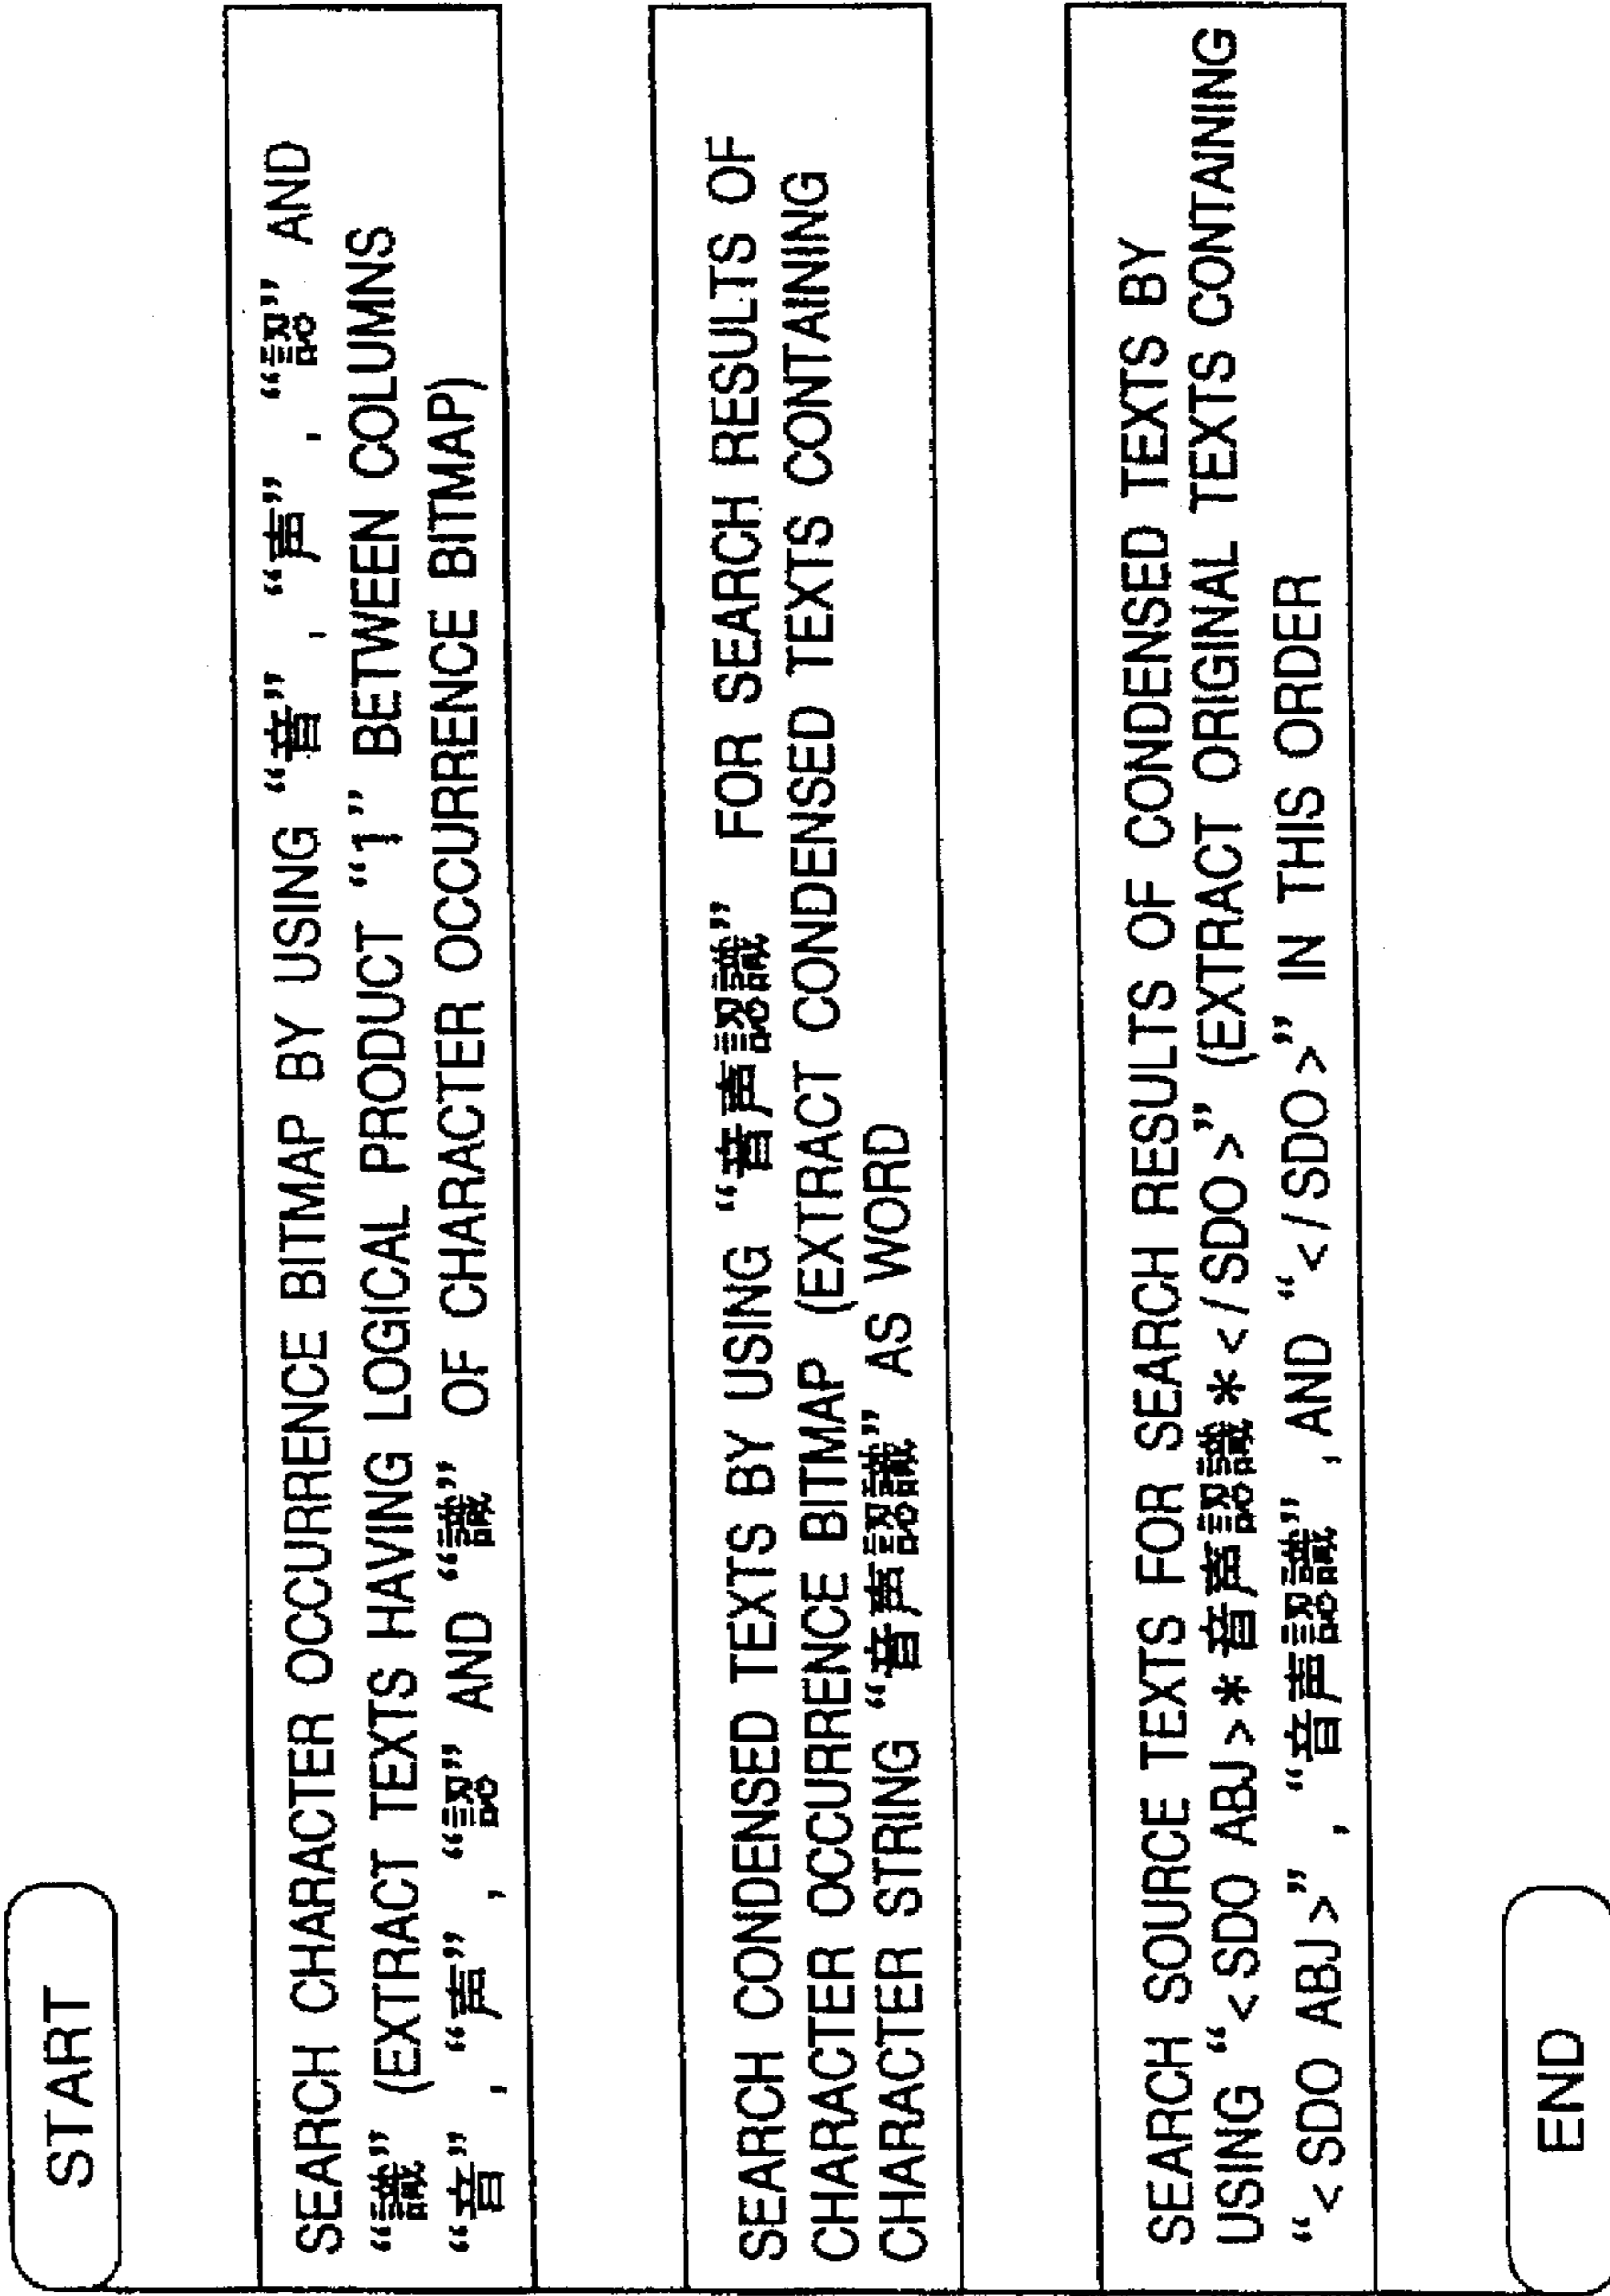 START
SEARCH CHARACTER OCCURRENCE BITMAP BY USING “音”, “声”, “認” AND
“識” (EXTRACT TEXTS HAVING LOGICAL PRODUCT “1” BETWEEN COLUMNS
“音”, “声”, “認” AND “識” OF CHARACTER OCCURRENCE BITMAP)
SEARCH CONDENSED TEXTS BY USING “音声認識” FOR SEARCH RESULTS OF
CHARACTER OCCURRENCE BITMAP (EXTRACT CONDENSED TEXTS CONTAINING
CHARACTER STRING “音声認識” AS WORD
SEARCH SOURCE TEXTS FOR SEARCH RESULTS OF CONDENSED TEXTS BY
USING “<SDO ABJ>*音声認識*</SDO>” (EXTRACT ORIGINAL TEXTS CONTAINING
“<SDO ABJ>”, “音声認識”, AND “</SDO>” IN THIS ORDER
END